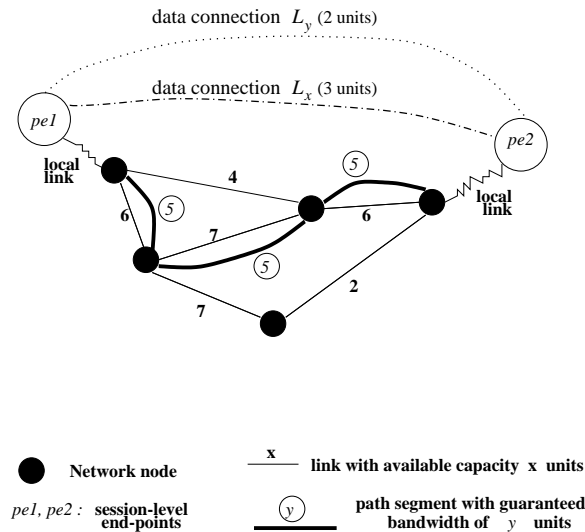 data connection Ly (2 units)
data connection Lx (3 units)
pe1
pe2
local
link
5
4
5
local
link
6
6
7
5
2
7
Network node
x
link with available capacity x units
pe1, pe2 : session-level
end-points
y
path segment with guaranteed
bandwidth of y units